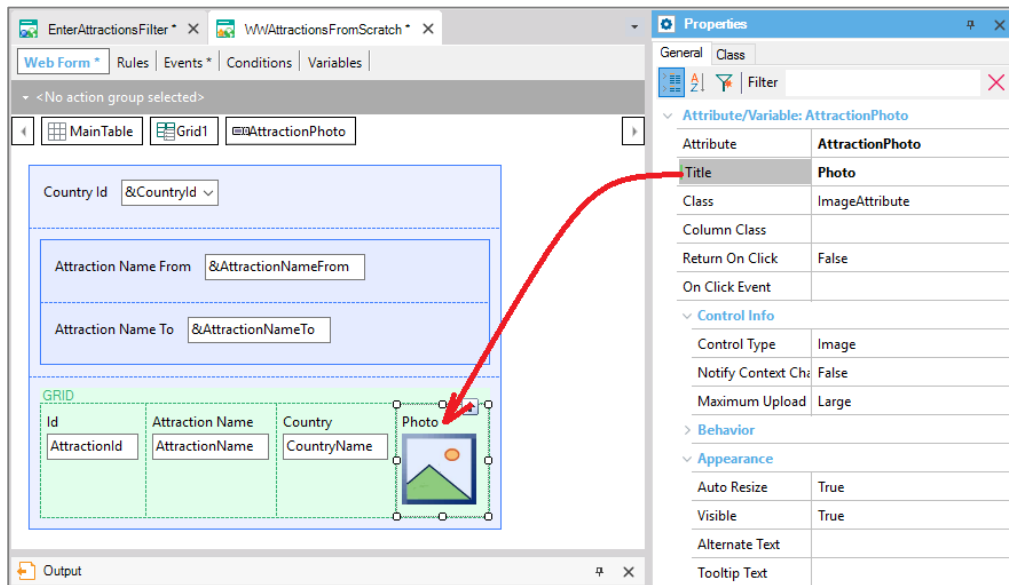 EnterAttractionsFilter *
WWAttractionsFromScratch *
Web Form *
Rules
Events *
Conditions
Variables
<No action group selected>
MainTable
Grid1
AttractionPhoto
Country Id
&CountryId
Attraction Name From
&AttractionNameFrom
Attraction Name To
&AttractionNameTo
GRID
Id
Attraction Name
Country
Photo
AttractionId
AttractionName
CountryName
Output
Properties
General
Class
Filter
Attribute/Variable: AttractionPhoto
Attribute AttractionPhoto
Title Photo
Class ImageAttribute
Column Class
Return On Click False
On Click Event
Control Info
Control Type Image
Notify Context Cha False
Maximum Upload Large
Behavior
Appearance
Auto Resize True
Visible True
Alternate Text
Tooltip Text